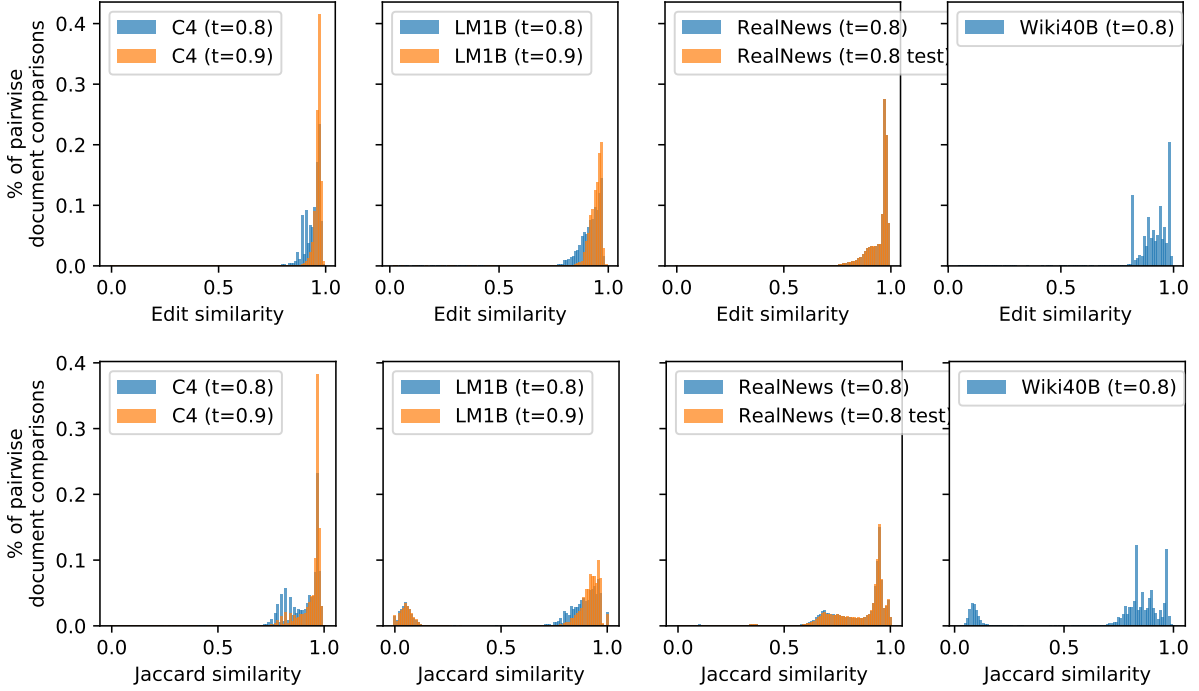 % of pairwise
document comparisons
0.4
0.3
0.2
0.1
0.0
C4 (t=0.8)
C4 (t=0.9)
0.0 0.5 1.0
Edit similarity
LM1B (t=0.8)
LM1B (t=0.9)
0.0 0.5 1.0
Edit similarity
RealNews (t=0.8)
RealNews (t=0.8 test)
0.0 0.5 1.0
Edit similarity
Wiki40B (t=0.8)
0.0 0.5 1.0
Edit similarity
% of pairwise
document comparisons
0.4
0.3
0.2
0.1
0.0
C4 (t=0.8)
C4 (t=0.9)
0.0 0.5 1.0
Jaccard similarity
LM1B (t=0.8)
LM1B (t=0.9)
0.0 0.5 1.0
Jaccard similarity
RealNews (t=0.8)
RealNews (t=0.8 test)
0.0 0.5 1.0
Jaccard similarity
Wiki40B (t=0.8)
0.0 0.5 1.0
Jaccard similarity